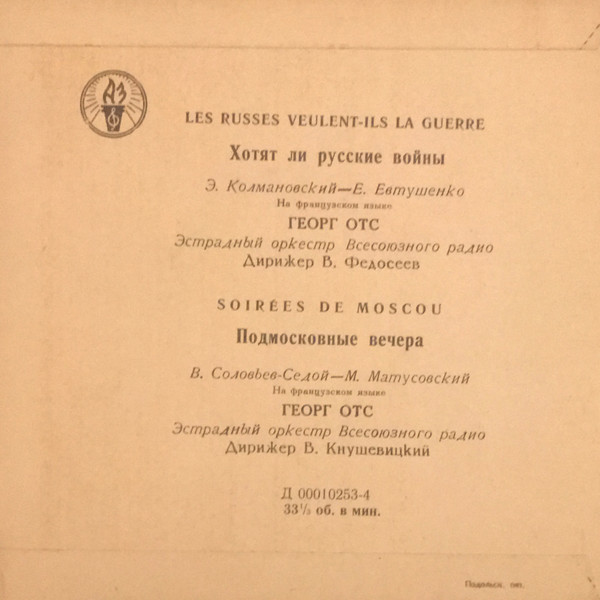 АЗ
LES RUSSES VEULENT-ILS LA GUERRE
Хотят ли русские войны
Э. Колмановский—Е. Евтушенко
На французском языке
ГЕОРГ ОТС
Эстрадный оркестр Всесоюзного радио
Дирижер В. Федосеев
SOIRÉES DE MOSCOU
Подмосковные вечера
В. Соловьев-Седой—М. Матусовский
На французском языке
ГЕОРГ ОТС
Эстрадный оркестр Всесоюзного радио
Дирижер В. Кнушевицкий
Д 00010253-4
33⅓ об. в мин.
Подольск.